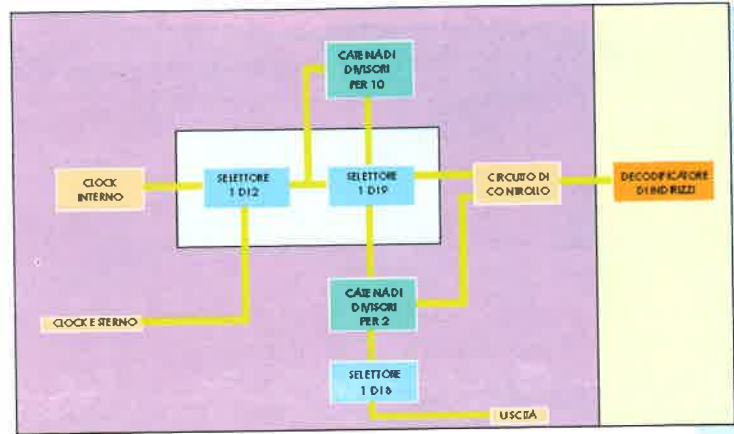 CATENA DI
DIVISORI
PER 10
CLOCK
INTERNO
SELETTORE
1 DI 2
SELETTORE
1 DI 9
CIRCUITO DI
CONTROLLO
DECODIFICATORE
DI INDIRIZZI
CATENA DI
DIVISORI
PER 2
CLOCK ESTERNO
SELETTORE
1 DI 8
USCITÀ